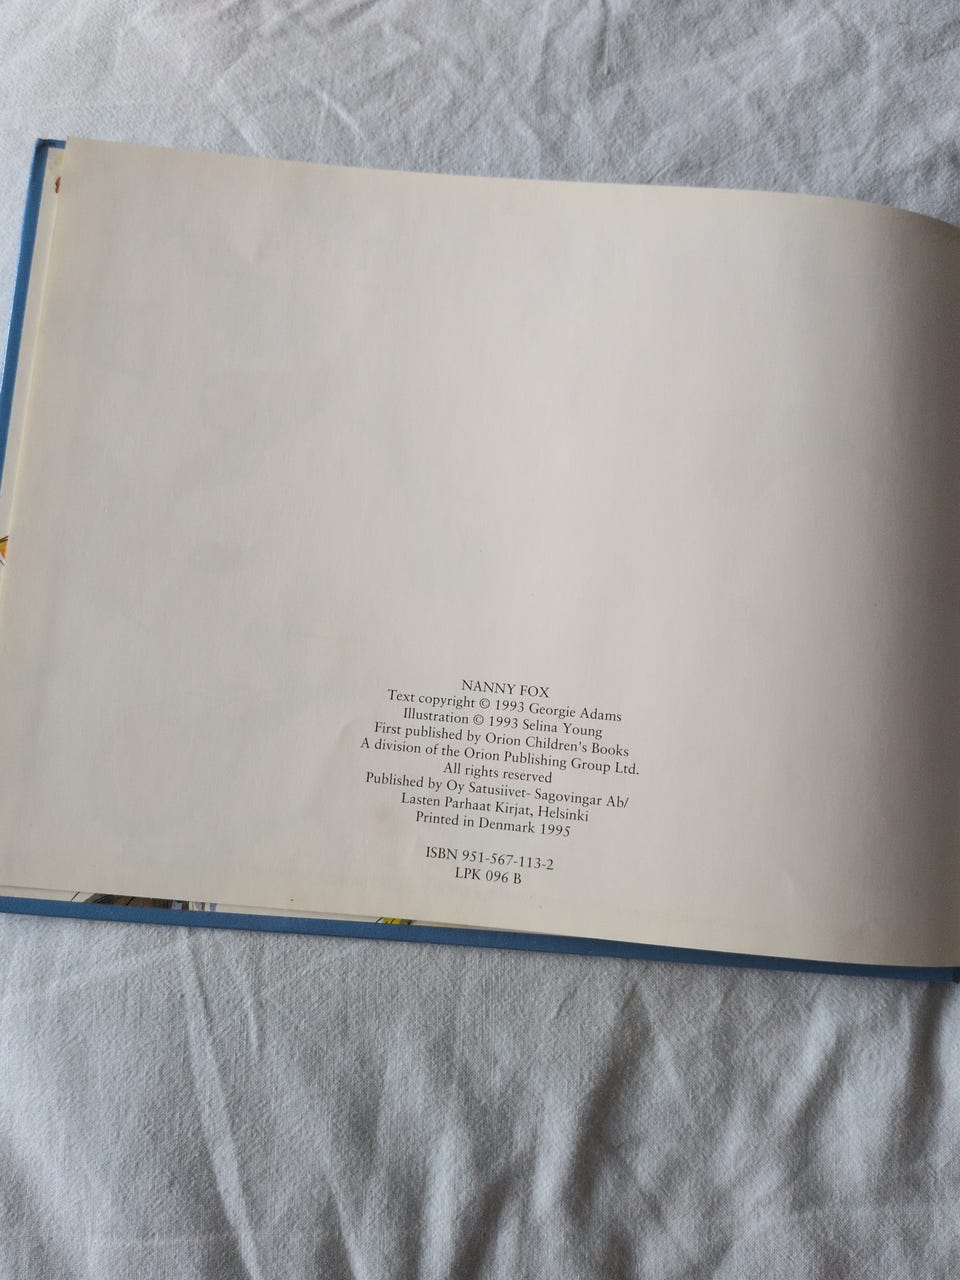 NANNY FOX
Text copyright © 1993 Georgie Adams
Illustration © 1993 Selina Young
First published by Orion Children's Books
A division of the Orion Publishing Group Ltd.
All rights reserved
Published by Oy Satusiivet- Sagovingar Ab/
Lasten Parhaat Kirjat, Helsinki
Printed in Denmark 1995
ISBN 951-567-113-2
LPK 096 B